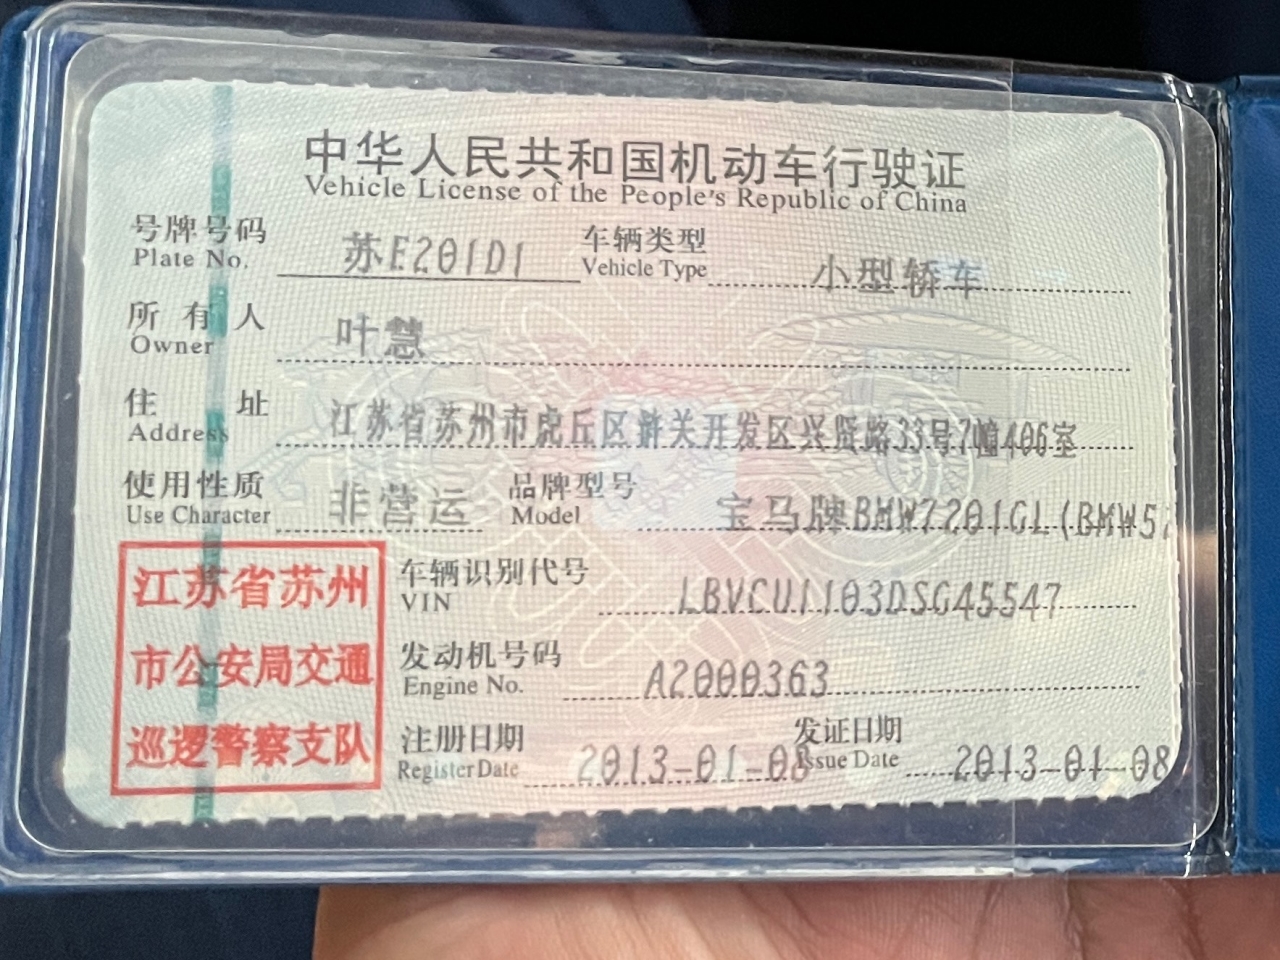 中华人民共和国机动车行驶证
Vehicle License of the People's Republic of China
号牌号码 苏E201D1 车辆类型 小型轿车
Plate No. Vehicle Type
所有人 叶慧
Owner
住址 江苏省苏州市虎丘区浒关开发区兴贤路33号7幢406室
Address
使用性质 非营运 品牌型号 宝马牌BMW7201GL(BMW5
Use Character Model
江苏省苏州
市公安局交通
巡逻警察支队
车辆识别代号 LBVCU1103DSG45547
VIN
发动机号码 A2000363
Engine No.
注册日期 2013-01-08 发证日期 2013-01-08
Register Date Issue Date